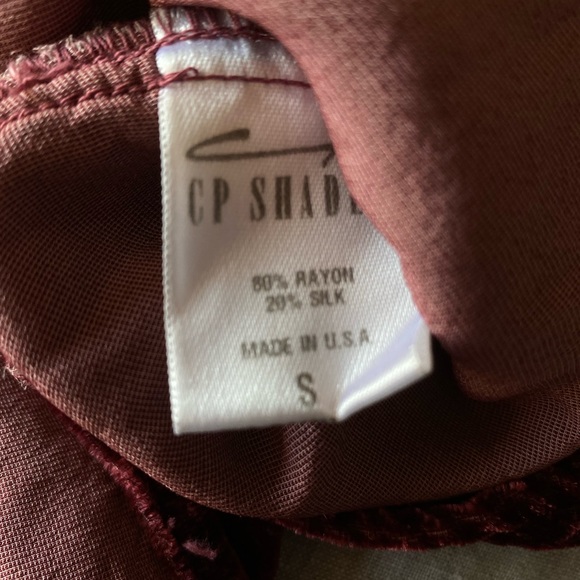 CP SHADE
80% RAYON
20% SILK
MADE IN U.S.A
S